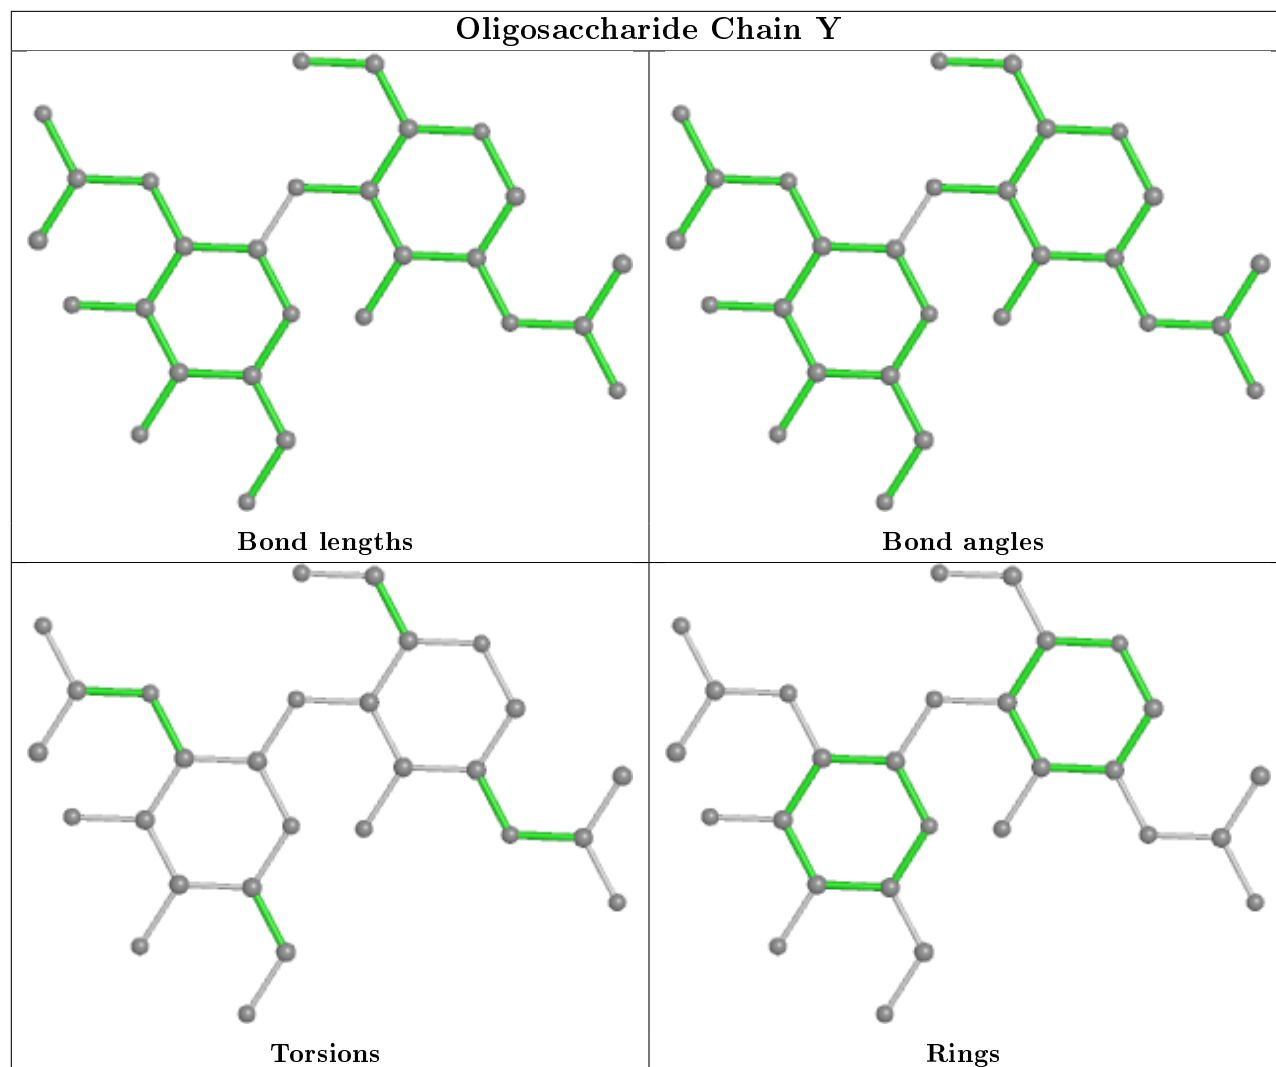 Oligosaccharide Chain Y
Bond lengths
Bond angles
Torsions
Rings